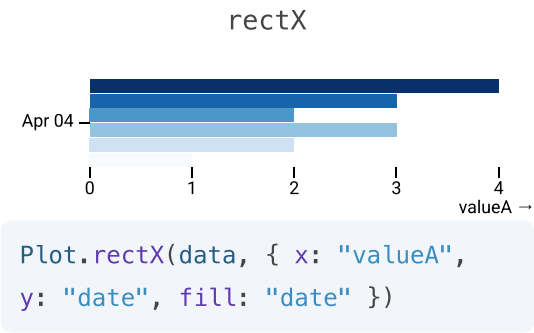 rectX
Apr 04
0 1 2 3 4
valueA →
Plot.rectX(data, { x: "valueA",
y: "date", fill: "date" })